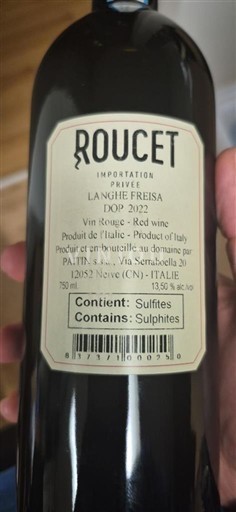 ROUCET
IMPORTATION
PRIVÉE
LANGHE FREISA
DOP 2022
Vin Rouge - Red wine
Produit de l'Italie - Product of Italy
Produit et embouteillé au domaine par
PAITIN s.r.l., Via Serraboella 20
12052 Neive (CN) - ITALIE
750 ml. 13,50 % alc./vol
Contient: Sulfites
Contains: Sulphites